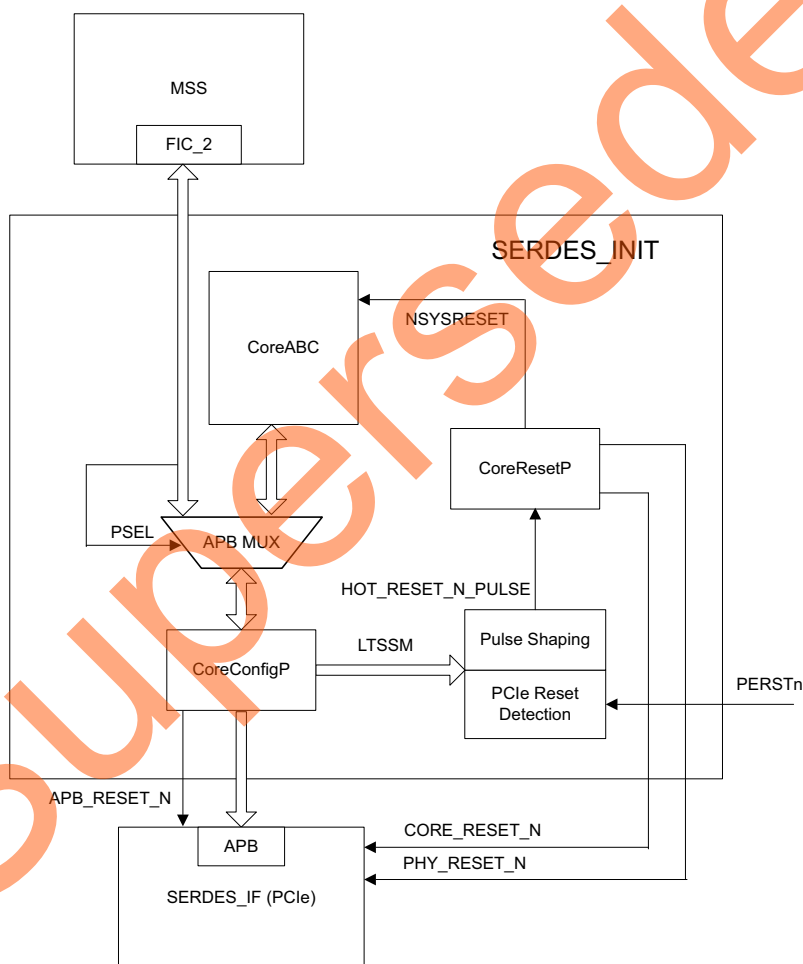 MSS
FIC_2
SERDES_INIT
NSYSRESET
CoreABC
CoreResetP
PSEL
APB MUX
HOT_RESET_N_PULSE
Pulse Shaping
LTSSM
CoreConfigP
PCIe Reset
Detection
PERSTn
APB_RESET_N
CORE_RESET_N
APB
PHY_RESET_N
SERDES_IF (PCIe)
Superseded